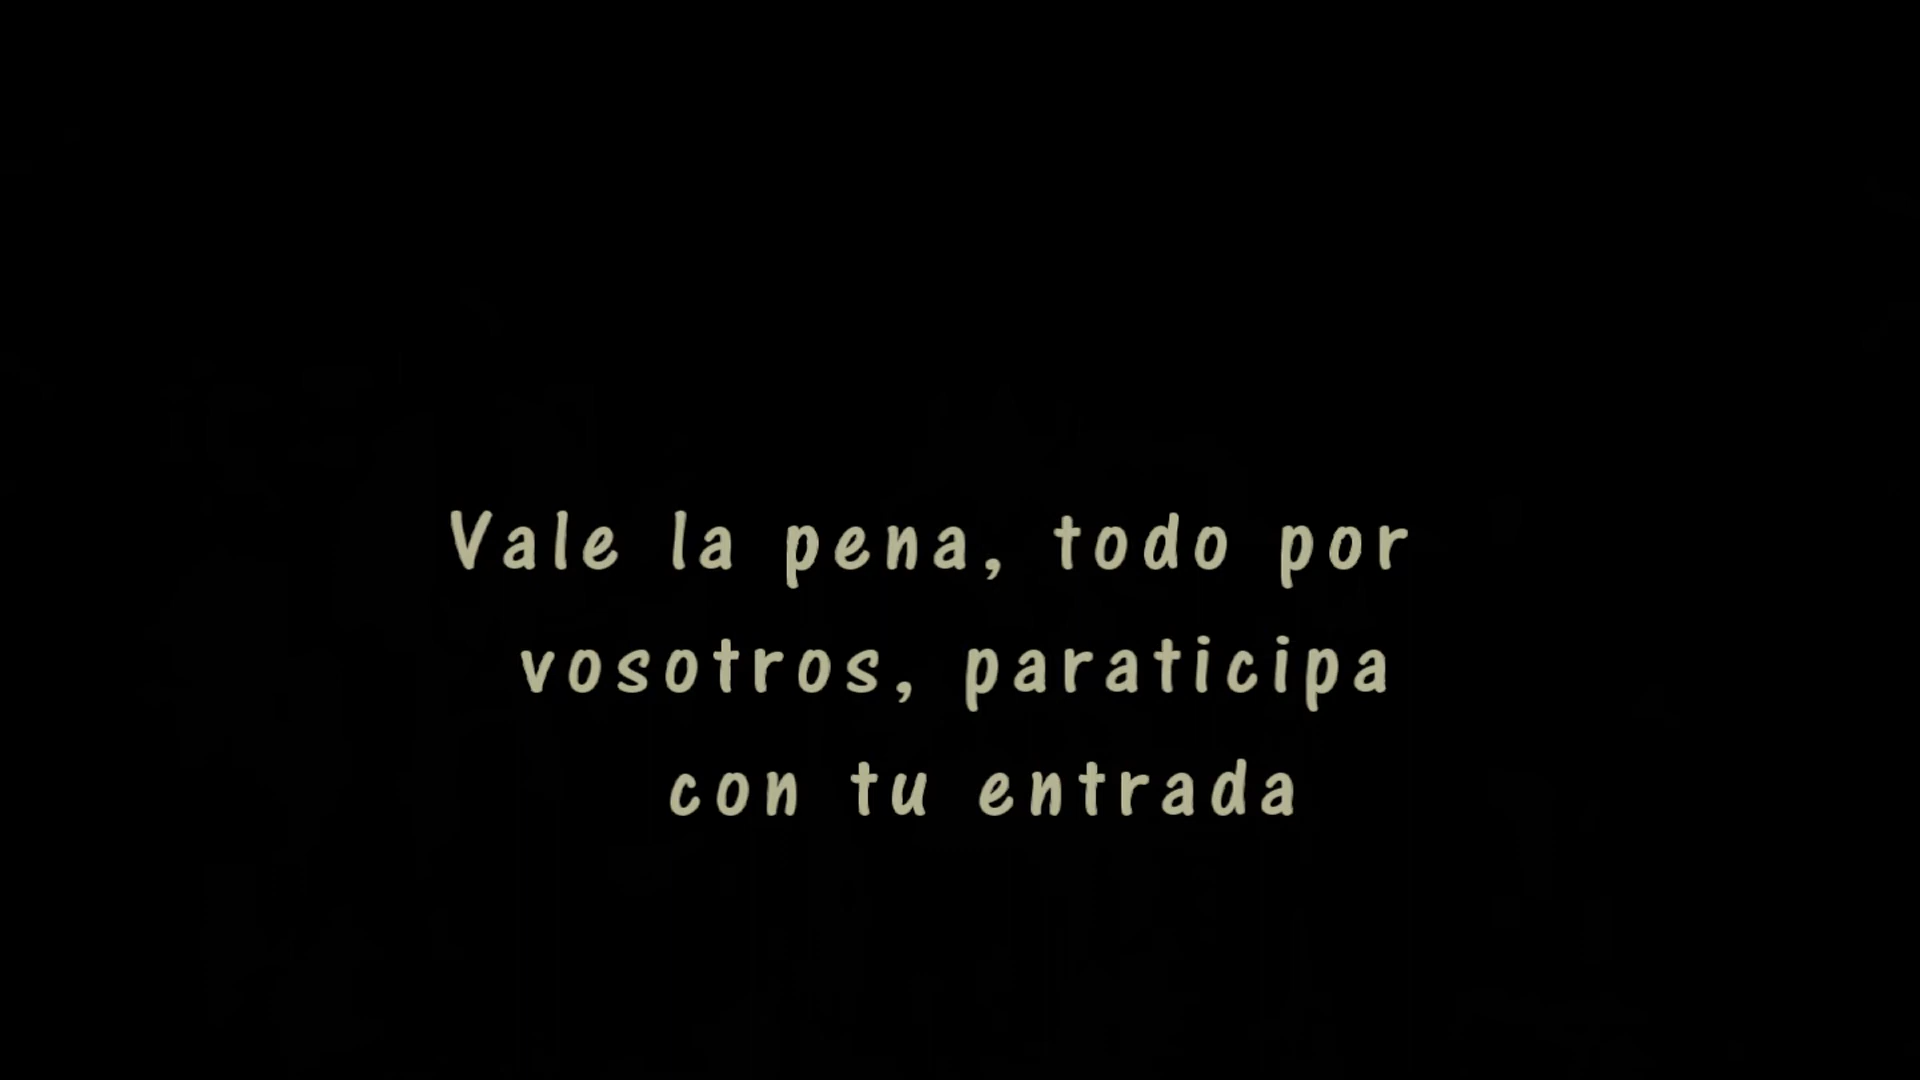 Vale la pena, todo por
vosotros, paraticipa
con tu entrada